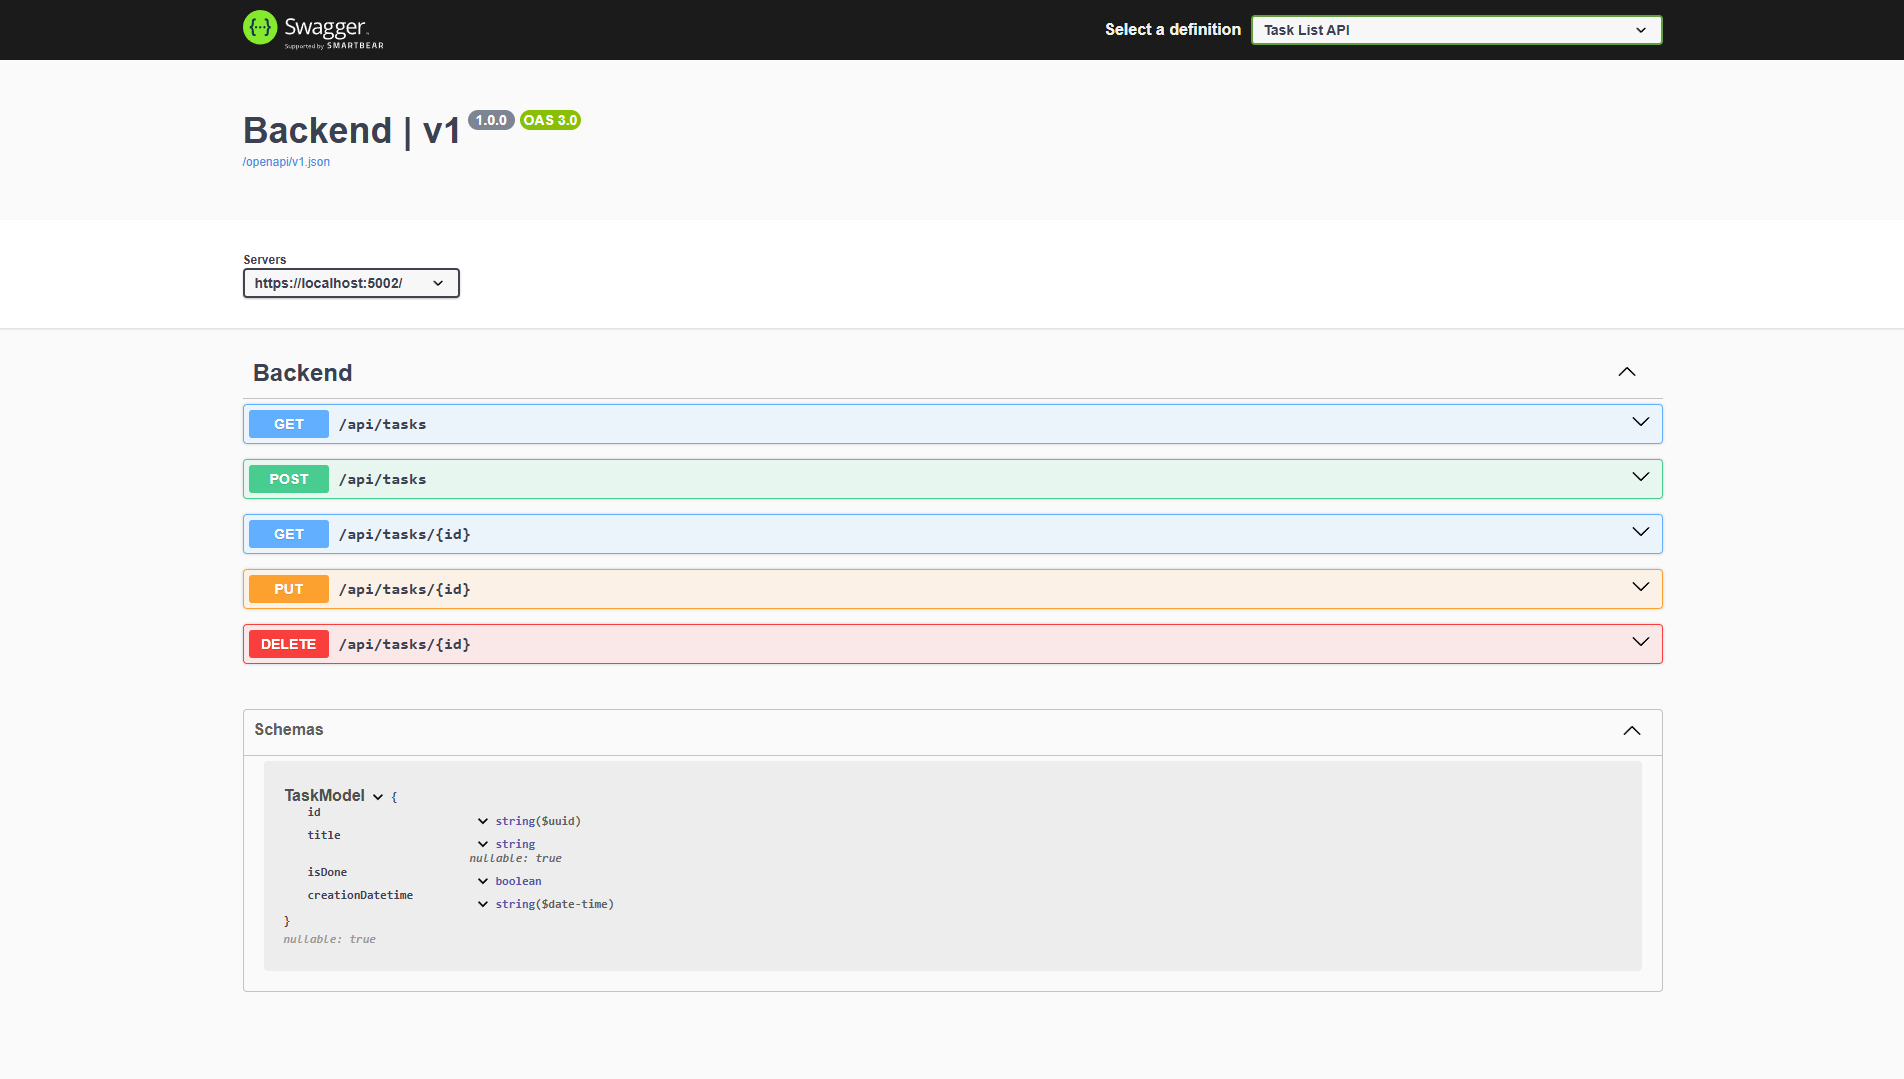 Swagger™
Supported by SMARTBEAR
Select a definition
Task List API
Backend | v1 1.0.0 OAS 3.0
/openapi/v1.json
Servers
https://localhost:5002/
Backend
GET /api/tasks
POST /api/tasks
GET /api/tasks/{id}
PUT /api/tasks/{id}
DELETE /api/tasks/{id}
Schemas
TaskModel {
id string($uuid)
title string
nullable: true
isDone boolean
creationDatetime string($date-time)
}
nullable: true